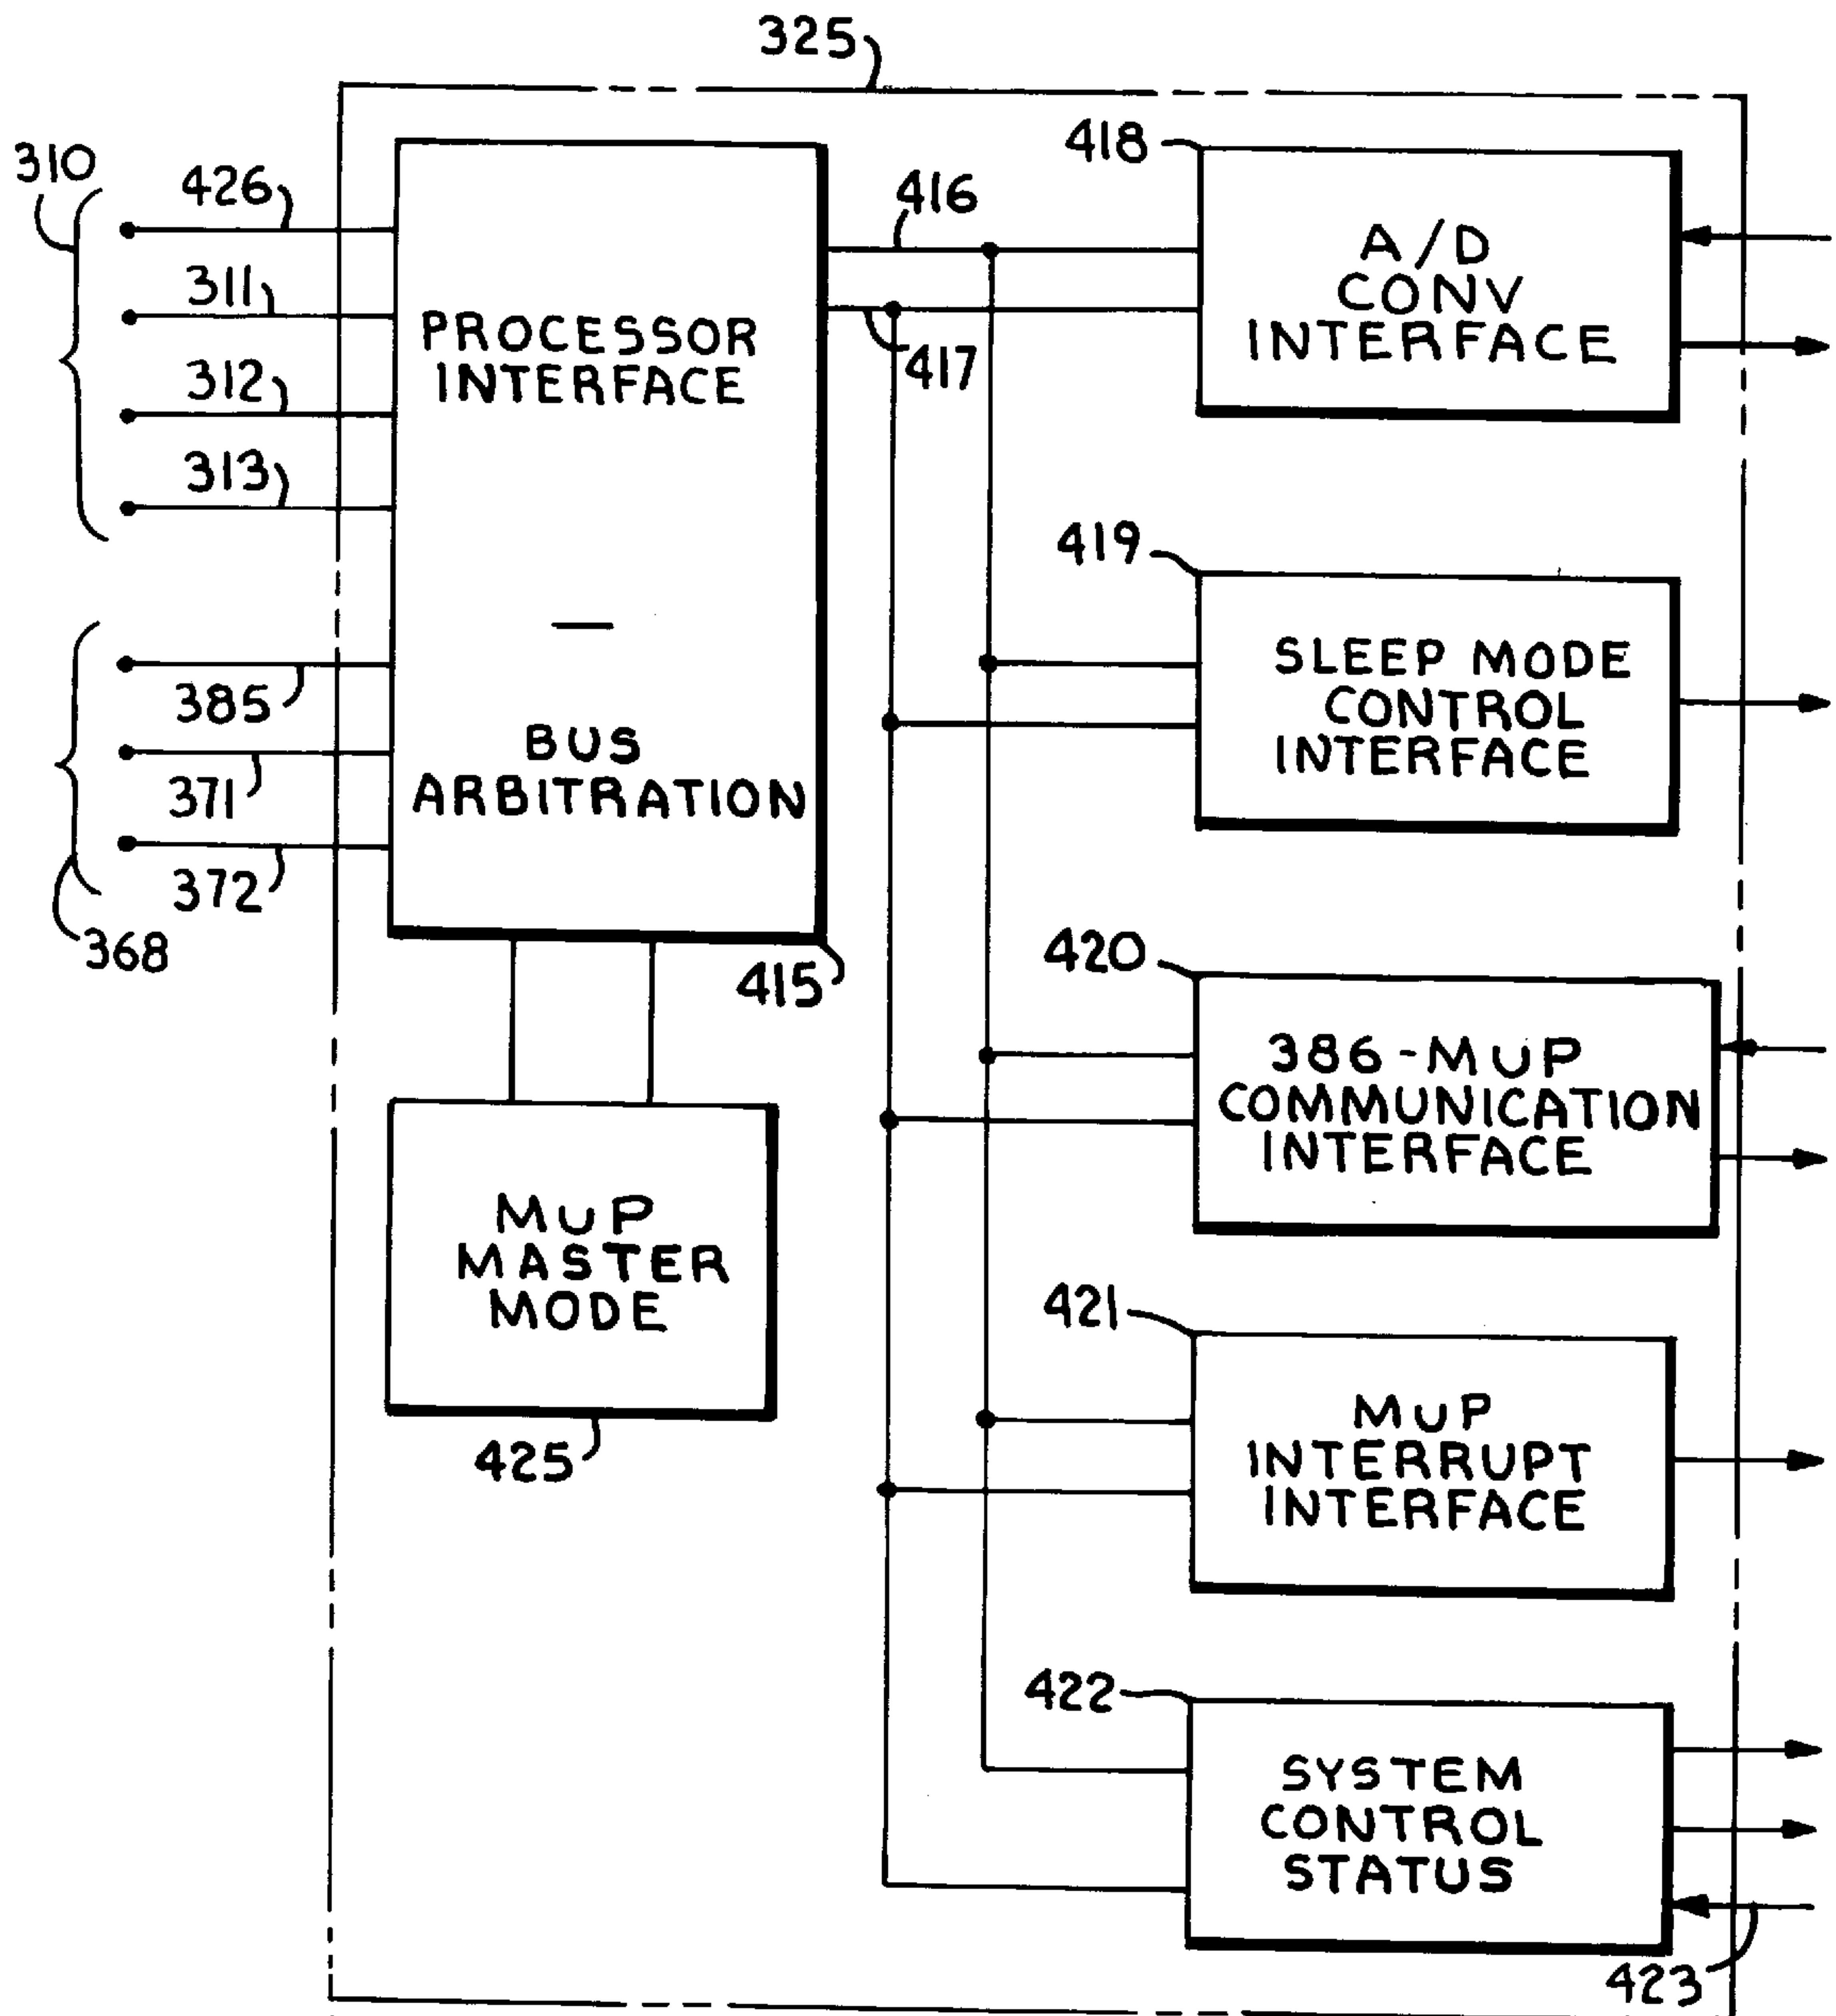 325
310
426
311
312
313
385
371
372
368
PROCESSOR
INTERFACE
—
BUS
ARBITRATION
415
416
417
418
A/D
CONV
INTERFACE
419
SLEEP MODE
CONTROL
INTERFACE
420
386-MUP
COMMUNICATION
INTERFACE
MUP
MASTER
MODE
425
421
MUP
INTERRUPT
INTERFACE
422
SYSTEM
CONTROL
STATUS
423